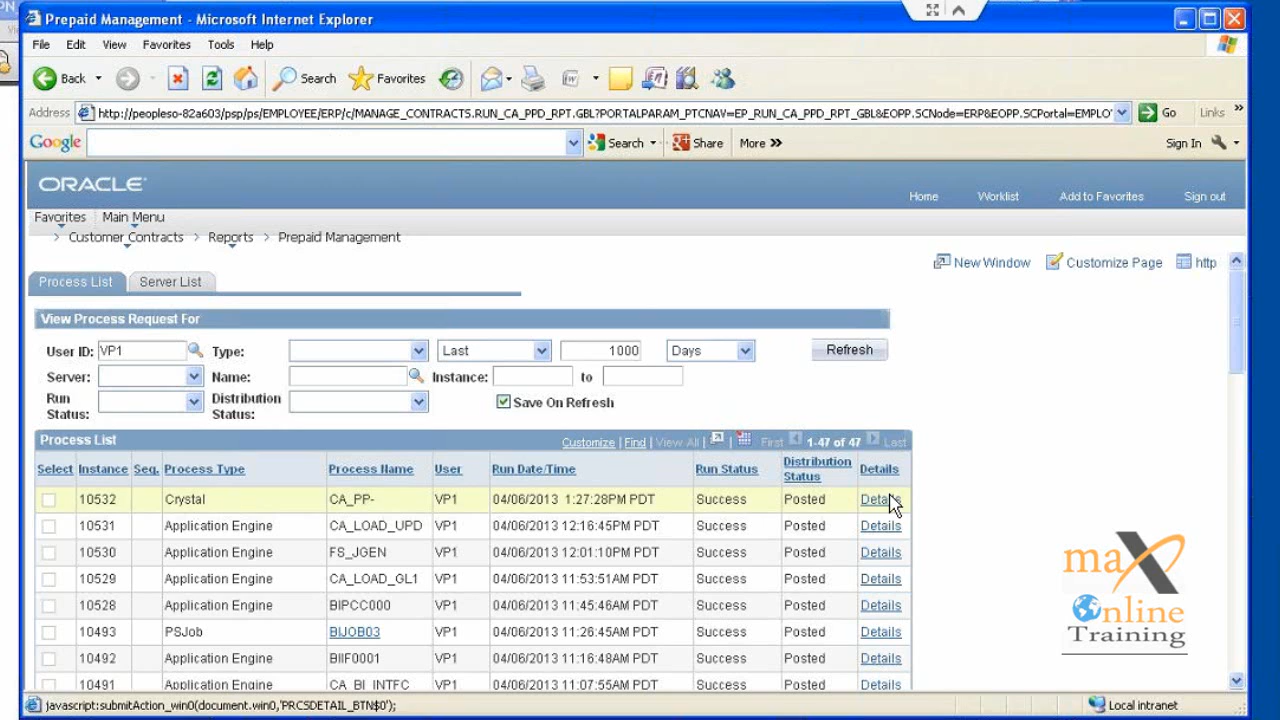 Prepaid Management - Microsoft Internet Explorer
File Edit View Favorites Tools Help
Back Search Favorites
Address http://peopleso-82a603/psp/ps/EMPLOYEE/ERP/c/MANAGE_CONTRACTS.RUN_CA_PPD_RPT.GBL?PORTALPARAM_PTCNAV=EP_RUN_CA_PPD_RPT_GBL&EOPP.SCNode=ERP&EOPP.SCPortal=EMPLO Go Links
Google Search Share More Sign In
ORACLE
Home Worklist Add to Favorites Sign out
Favorites Main Menu
> Customer Contracts > Reports > Prepaid Management
New Window Customize Page http
Process List Server List
View Process Request For
User ID: VP1 Type: Last 1000 Days Refresh
Server: Name: Instance: to
Run Status: Distribution Status: Save On Refresh
Process List Customize | Find | View All | First 1-47 of 47 Last
Select Instance Seq. Process Type Process Name User Run Date/Time Run Status Distribution Status Details
10532 Crystal CA_PP- VP1 04/06/2013 1:27:28PM PDT Success Posted Details
10531 Application Engine CA_LOAD_UPD VP1 04/06/2013 12:16:45PM PDT Success Posted Details
10530 Application Engine FS_JGEN VP1 04/06/2013 12:01:10PM PDT Success Posted Details
10529 Application Engine CA_LOAD_GL1 VP1 04/06/2013 11:53:51AM PDT Success Posted Details
10528 Application Engine BIPCC000 VP1 04/06/2013 11:45:46AM PDT Success Posted Details
10493 PSJob BIJOB03 VP1 04/06/2013 11:26:45AM PDT Success Posted Details
10492 Application Engine BIIF0001 VP1 04/06/2013 11:16:48AM PDT Success Posted Details
10491 Application Engine CA_BI_INTFC VP1 04/06/2013 11:07:55AM PDT Success Posted Details
maX Online Training
javascript:submitAction_win0(document.win0,'PRCSDETAIL_BTN$0'); Local intranet